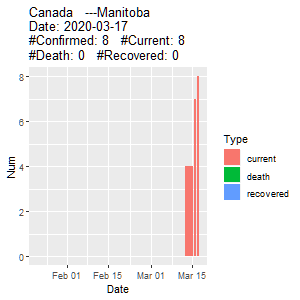 Canada   ---Manitoba
Date: 2020-03-17
#Confirmed: 8   #Current: 8
#Death: 0   #Recovered: 0
8
6
4
2
0
Num
Feb 01
Feb 15
Mar 01
Mar 15
Date
Type
current
death
recovered